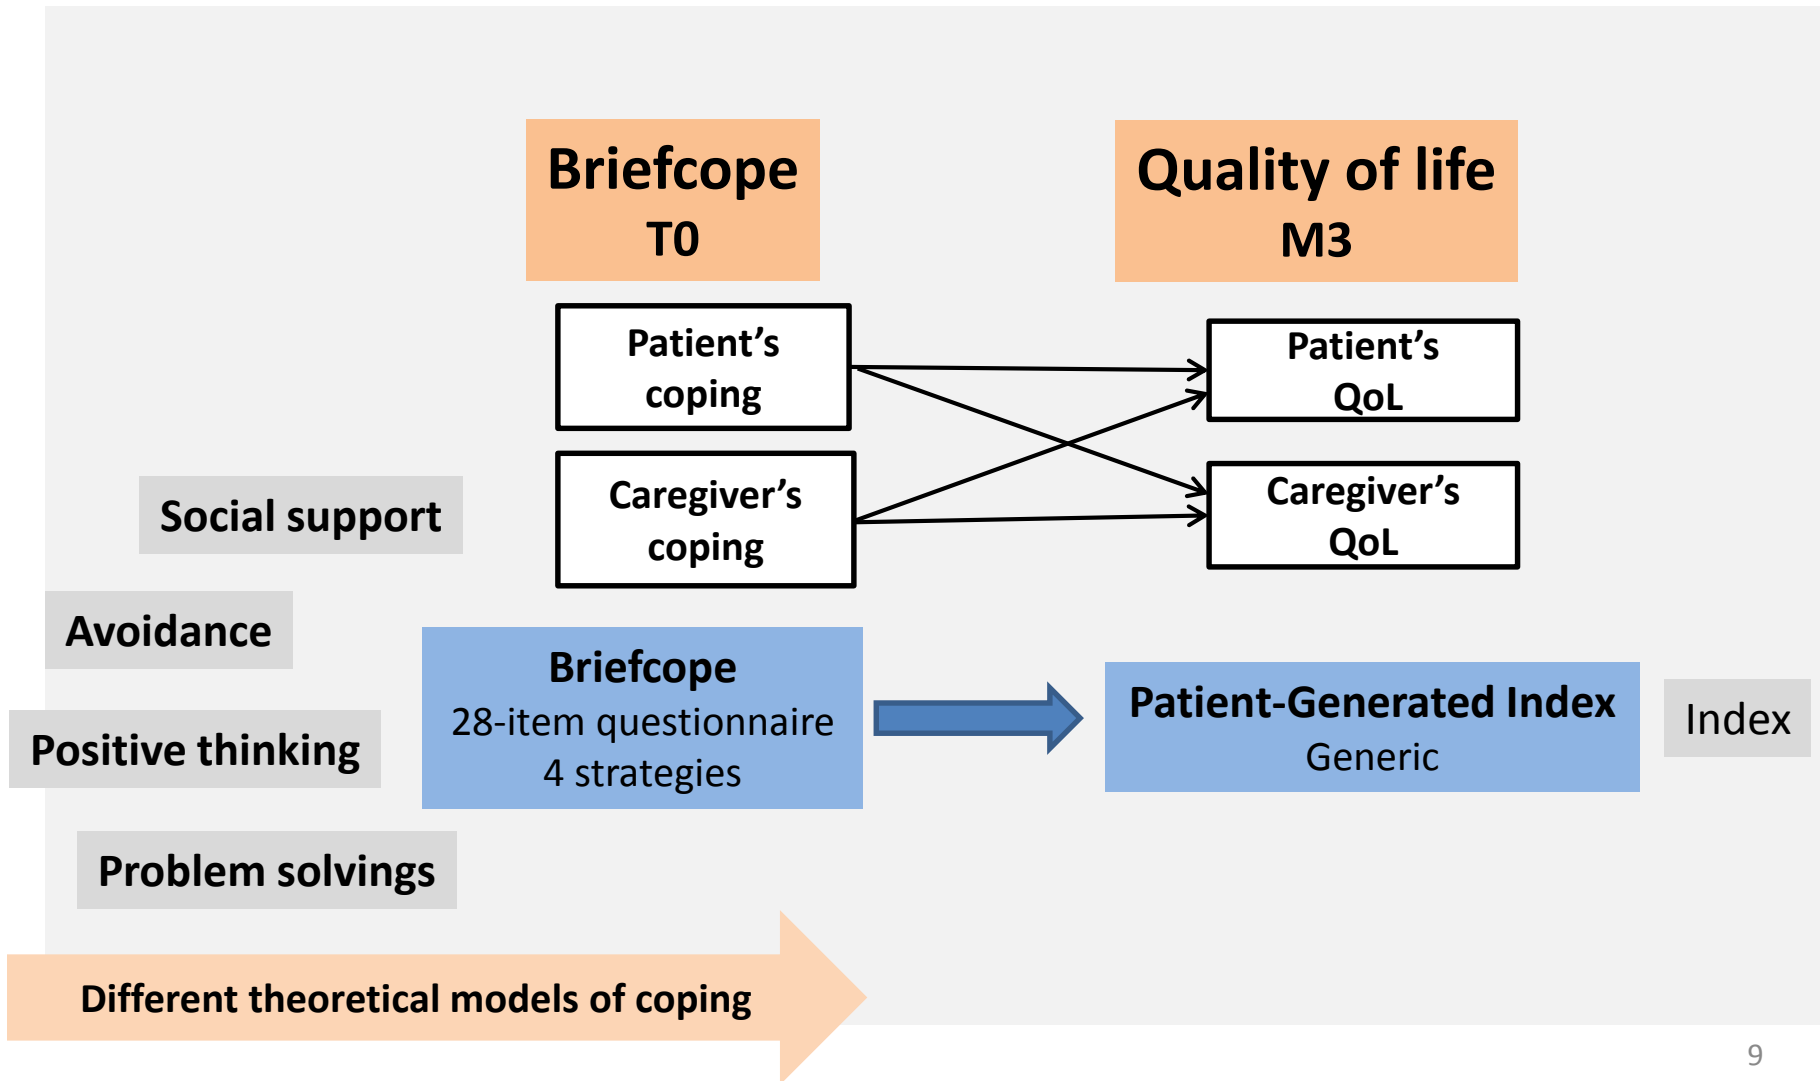 Briefcope
T0
Quality of life
M3
Patient's
coping
Patient's
QoL
Caregiver's
coping
Caregiver's
QoL
Social support
Avoidance
Positive thinking
Problem solvings
Briefcope
28-item questionnaire
4 strategies
Patient-Generated Index
Generic
Index
Different theoretical models of coping
9